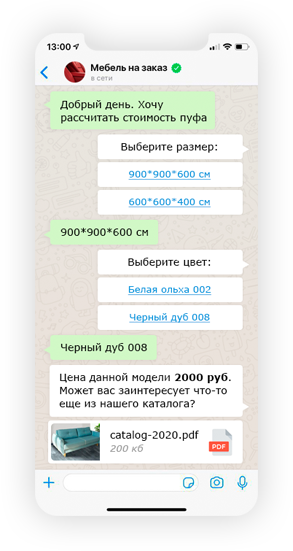 13:00
Мебель на заказ
в сети
Добрый день. Хочу
рассчитать стоимость пуфа
Выберите размер:
900*900*600 см
600*600*400 см
900*900*600 см
Выберите цвет:
Белая ольха 002
Черный дуб 008
Черный дуб 008
Цена данной модели 2000 руб.
Может вас заинтересует что-то
еще из нашего каталога?
catalog-2020.pdf
200 кб
PDF